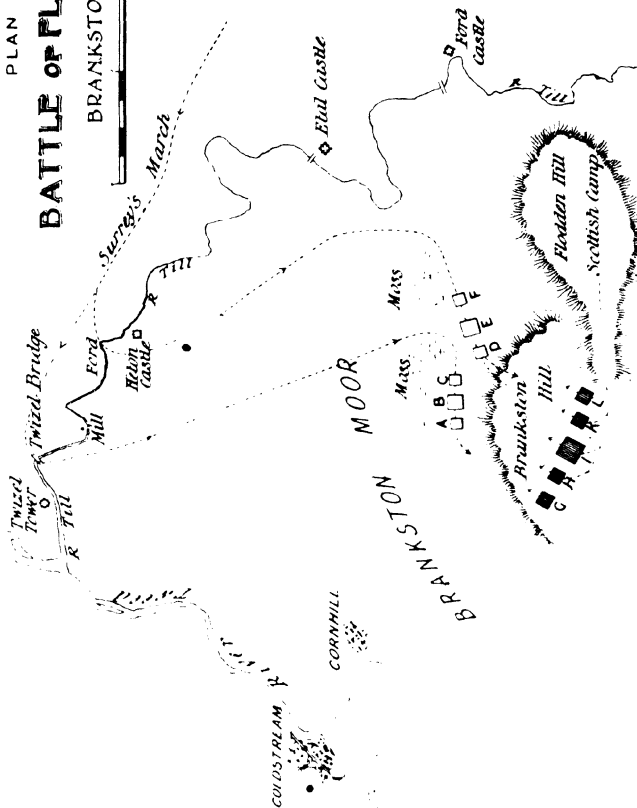 PLAN
BATTLE OF FL
BRANKSTO
Surrey's March
Twizel Bridge
Twizel
Tower
R Till
Mill
Ford
Heton
Castle
R Till
Etal Castle
Ford
Castle
R Till
COLDSTREAM
CORNHILL
BRANKSTON MOOR
Moss
Moss
A B C D E F
Brankston
Hill
G H I K L
Flodden Hill
Scottish Camp